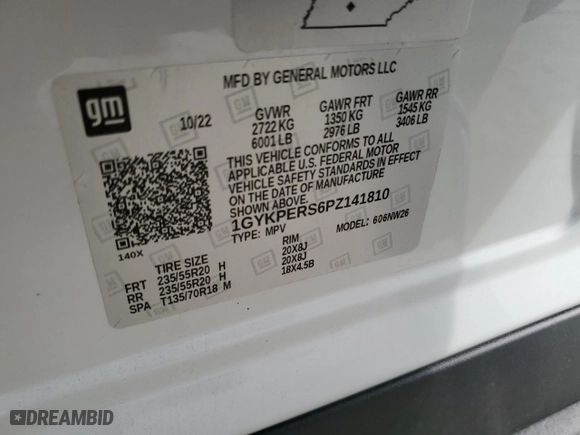 MFD BY GENERAL MOTORS LLC
gm
10/22 GVWR GAWR FRT GAWR RR
2722 KG 1350 KG 1545 KG
6001 LB 2976 LB 3406 LB
THIS VEHICLE CONFORMS TO ALL
APPLICABLE U.S. FEDERAL MOTOR
VEHICLE SAFETY STANDARDS IN EFFECT
ON THE DATE OF MANUFACTURE
1GYKPERS6PZ141810
TYPE: MPV MODEL: 606NW26
140X
TIRE SIZE RIM
FRT 235/55R20 H 20X8J
RR 235/55R20 H 20X8J
SPA T135/70R18 M 18X4.5B
DREAMBID